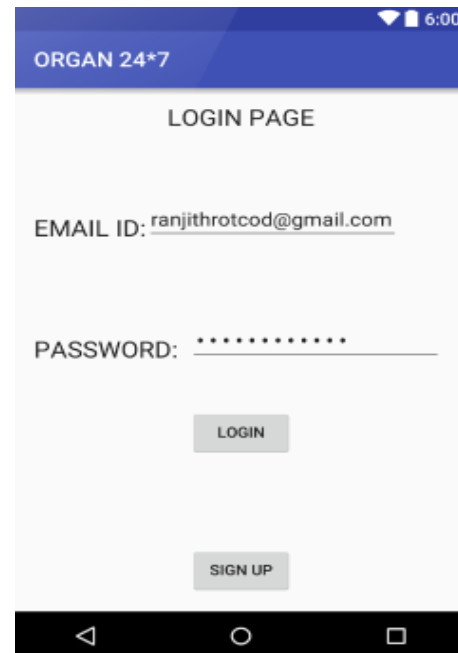 6:00
ORGAN 24*7
LOGIN PAGE
EMAIL ID: ranjithrotcod@gmail.com
PASSWORD: ••••••••••••
LOGIN
SIGN UP